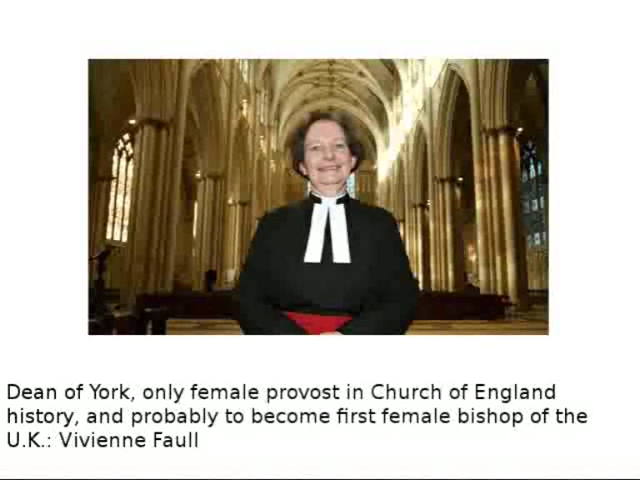 Dean of York, only female provost in Church of England
history, and probably to become first female bishop of the
U.K.: Vivienne Faull